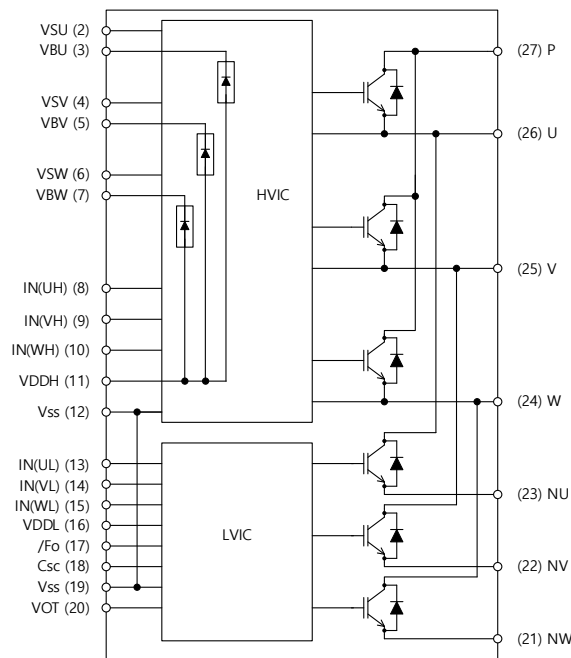 VSU (2)
VBU (3)
VSV (4)
VBV (5)
VSW (6)
VBW (7)
IN(UH) (8)
IN(VH) (9)
IN(WH) (10)
VDDH (11)
Vss (12)
IN(UL) (13)
IN(VL) (14)
IN(WL) (15)
VDDL (16)
/Fo (17)
Csc (18)
Vss (19)
VOT (20)
HVIC
LVIC
(27) P
(26) U
(25) V
(24) W
(23) NU
(22) NV
(21) NW